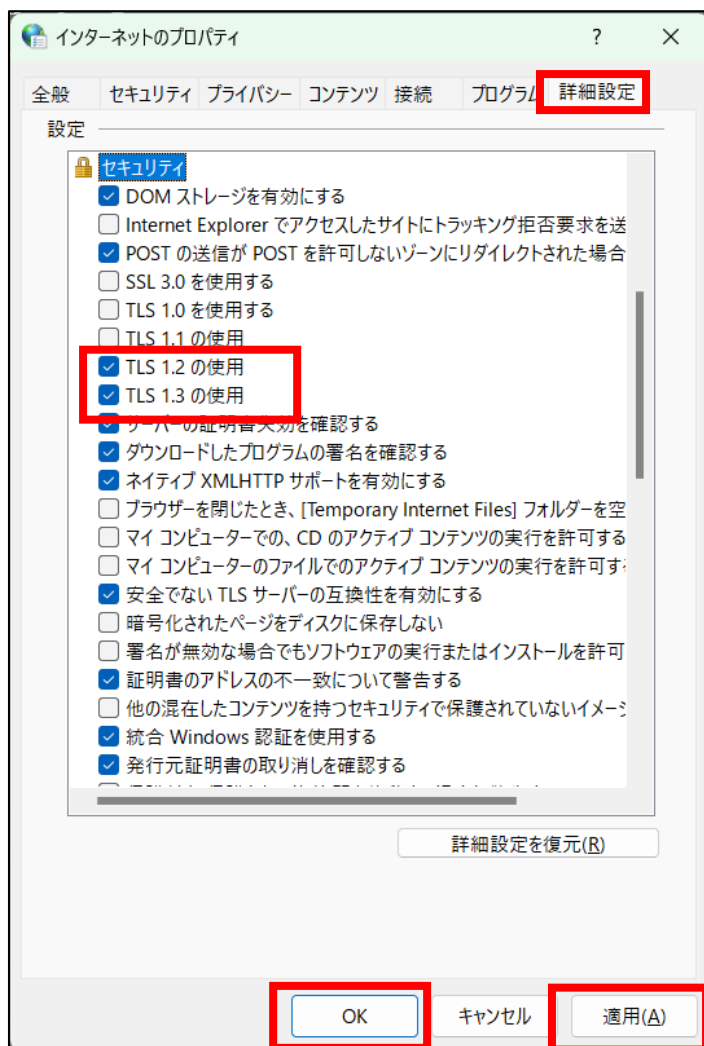 インターネットのプロパティ ?
全般 セキュリティ プライバシー コンテンツ 接続 プログラム 詳細設定
設定
セキュリティ
DOM ストレージを有効にする
Internet Explorer でアクセスしたサイトにトラッキング拒否要求を送
POST の送信が POST を許可しないゾーンにリダイレクトされた場合
SSL 3.0 を使用する
TLS 1.0 を使用する
TLS 1.1 の使用
TLS 1.2 の使用
TLS 1.3 の使用
サーバーの証明書失効を確認する
ダウンロードしたプログラムの署名を確認する
ネイティブ XMLHTTP サポートを有効にする
ブラウザーを閉じたとき、[Temporary Internet Files] フォルダーを空
マイ コンピューターでの、CD のアクティブ コンテンツの実行を許可する
マイ コンピューターのファイルでのアクティブ コンテンツの実行を許可す
安全でない TLS サーバーの互換性を有効にする
暗号化されたページをディスクに保存しない
署名が無効な場合でもソフトウェアの実行またはインストールを許可
証明書のアドレスの不一致について警告する
他の混在したコンテンツを持つセキュリティで保護されていないイメージ
統合 Windows 認証を使用する
発行元証明書の取り消しを確認する
詳細設定を復元(R)
OK キャンセル 適用(A)